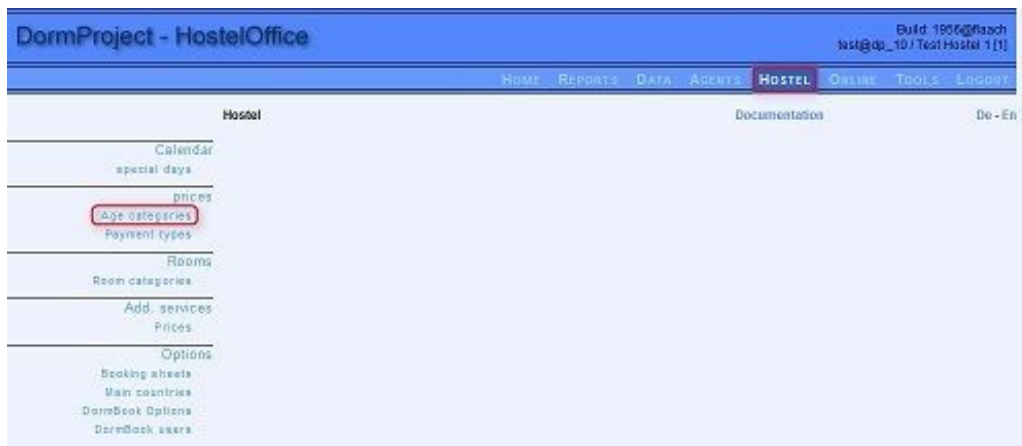 DormProject - HostelOffice
Build: 1956@flaach
test@dp_10 / Test Hostel 1 [1]
HOME REPORTS DATA AGENTS HOSTEL ONLINE TOOLS LOGOUT
Hostel Documentation De - En
Calendar
special days
prices
Age categories
Payment types
Rooms
Room categories
Add. services
Prices
Options
Booking sheets
Main countries
DormBook Options
DormBook users